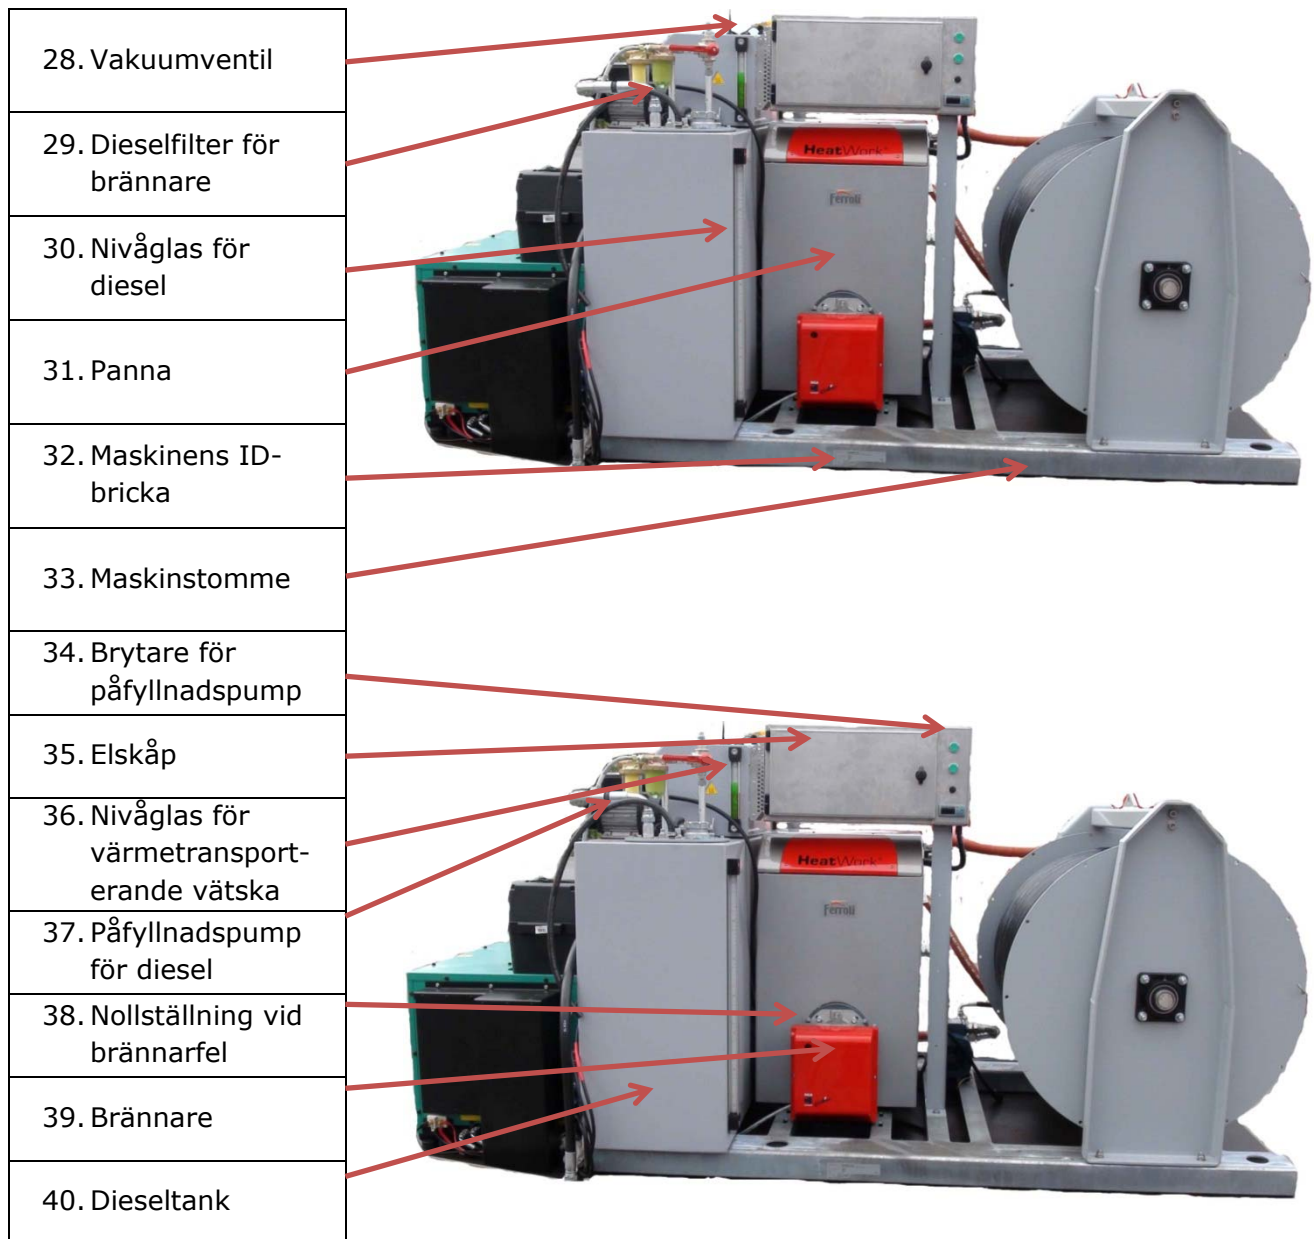 28. Vakuumventil
29. Dieselfilter för
brännare
30. Nivåglas för
diesel
31. Panna
32. Maskinens ID-
bricka
33. Maskinstomme
34. Brytare för
påfyllnadspump
35. Elskåp
36. Nivåglas för
värmetransport-
erande vätska
37. Påfyllnadspump
för diesel
38. Nollställning vid
brännarfel
39. Brännare
40. Dieseltank
HeatWork
Ferroli
HeatWork
Ferroli